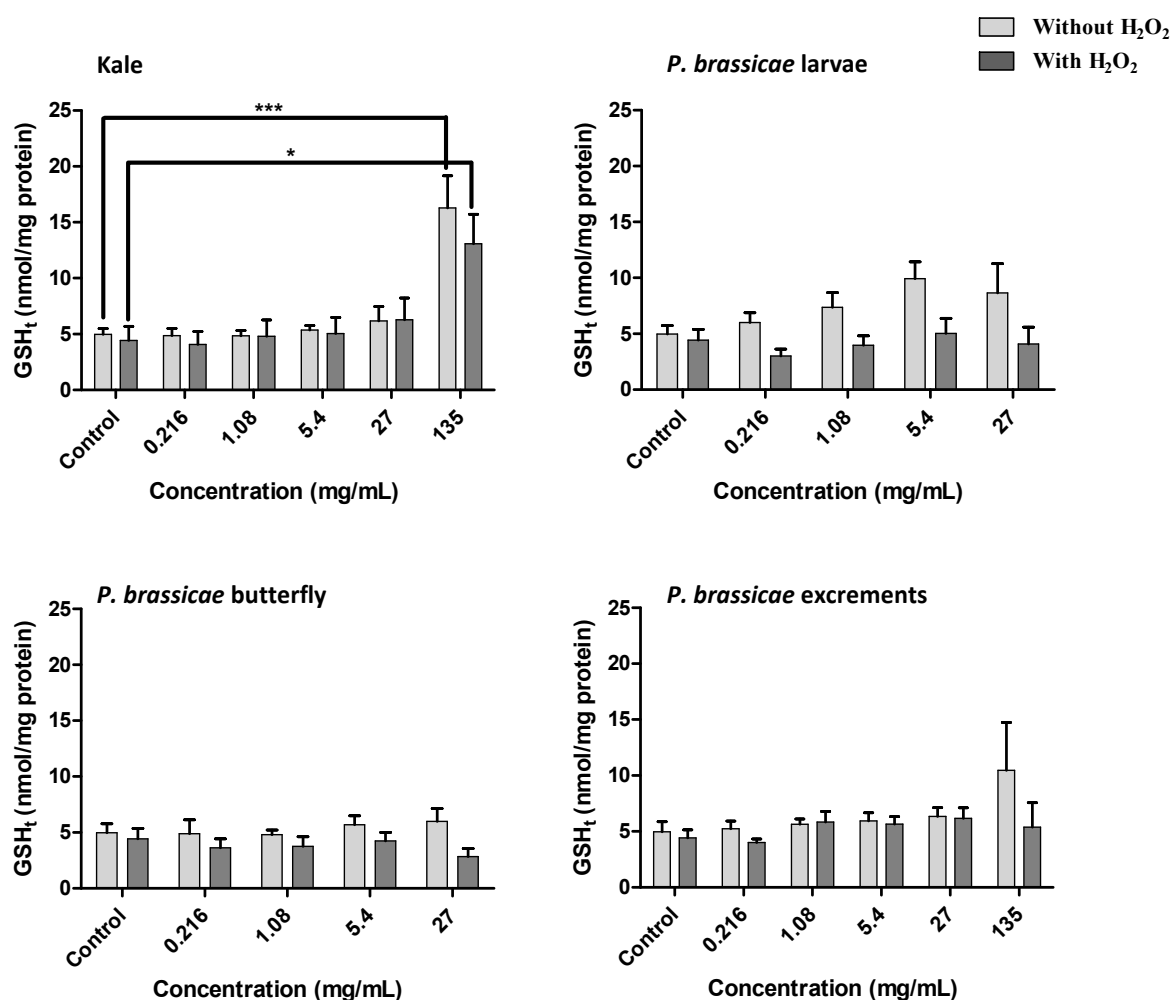 Without H₂O₂
With H₂O₂
Kale
GSHₜ (nmol/mg protein)
25
20
15
10
5
0
***
*
Control
0.216
1.08
5.4
27
135
Concentration (mg/mL)
P. brassicae larvae
GSHₜ (nmol/mg protein)
25
20
15
10
5
0
Control
0.216
1.08
5.4
27
Concentration (mg/mL)
P. brassicae butterfly
GSHₜ (nmol/mg protein)
25
20
15
10
5
0
Control
0.216
1.08
5.4
27
Concentration (mg/mL)
P. brassicae excrements
GSHₜ (nmol/mg protein)
25
20
15
10
5
0
Control
0.216
1.08
5.4
27
135
Concentration (mg/mL)